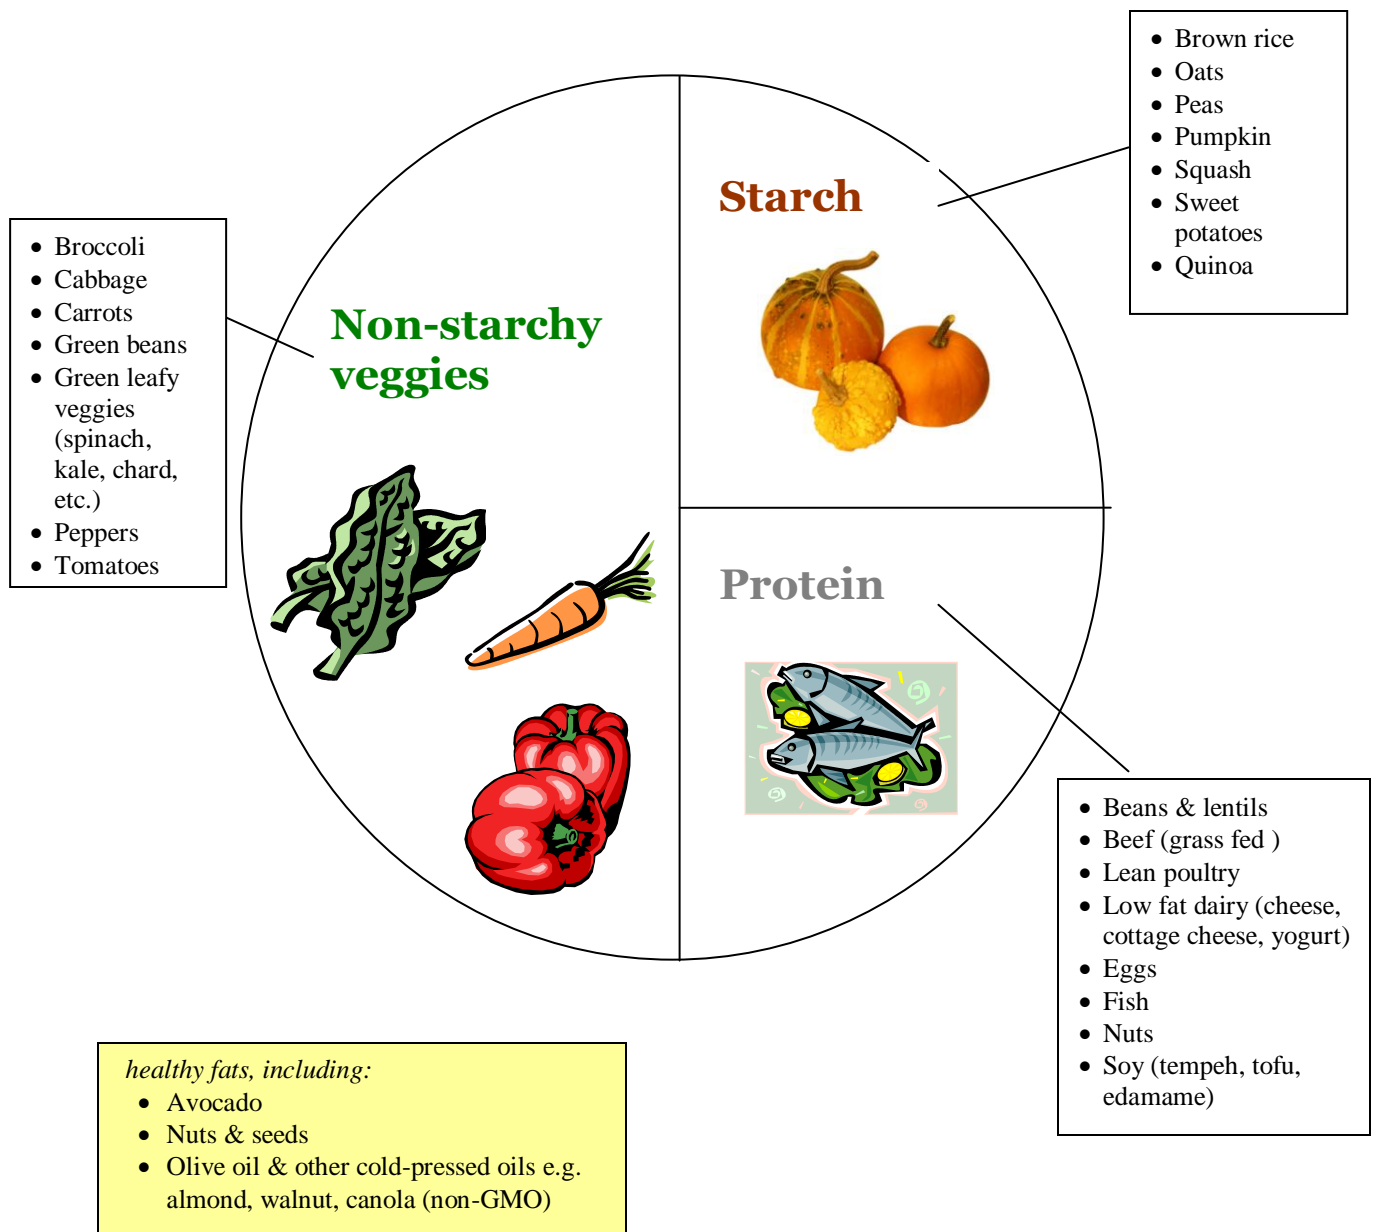 • Brown rice
• Oats
• Peas
• Pumpkin
• Squash
• Sweet
potatoes
• Quinoa
Starch
• Broccoli
• Cabbage
• Carrots
• Green beans
• Green leafy
veggies
(spinach,
kale, chard,
etc.)
• Peppers
• Tomatoes
Non-starchy
veggies
Protein
• Beans & lentils
• Beef (grass fed )
• Lean poultry
• Low fat dairy (cheese,
cottage cheese, yogurt)
• Eggs
• Fish
• Nuts
• Soy (tempeh, tofu,
edamame)
healthy fats, including:
• Avocado
• Nuts & seeds
• Olive oil & other cold-pressed oils e.g.
almond, walnut, canola (non-GMO)